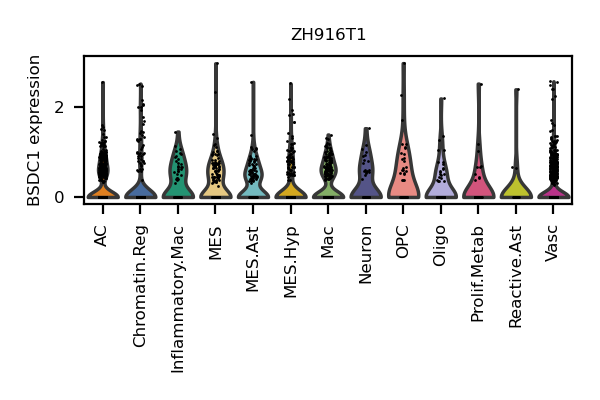 ZH916T1
BSDC1 expression
2
0
AC
Chromatin.Reg
Inflammatory.Mac
MES
MES.Ast
MES.Hyp
Mac
Neuron
OPC
Oligo
Prolif.Metab
Reactive.Ast
Vasc